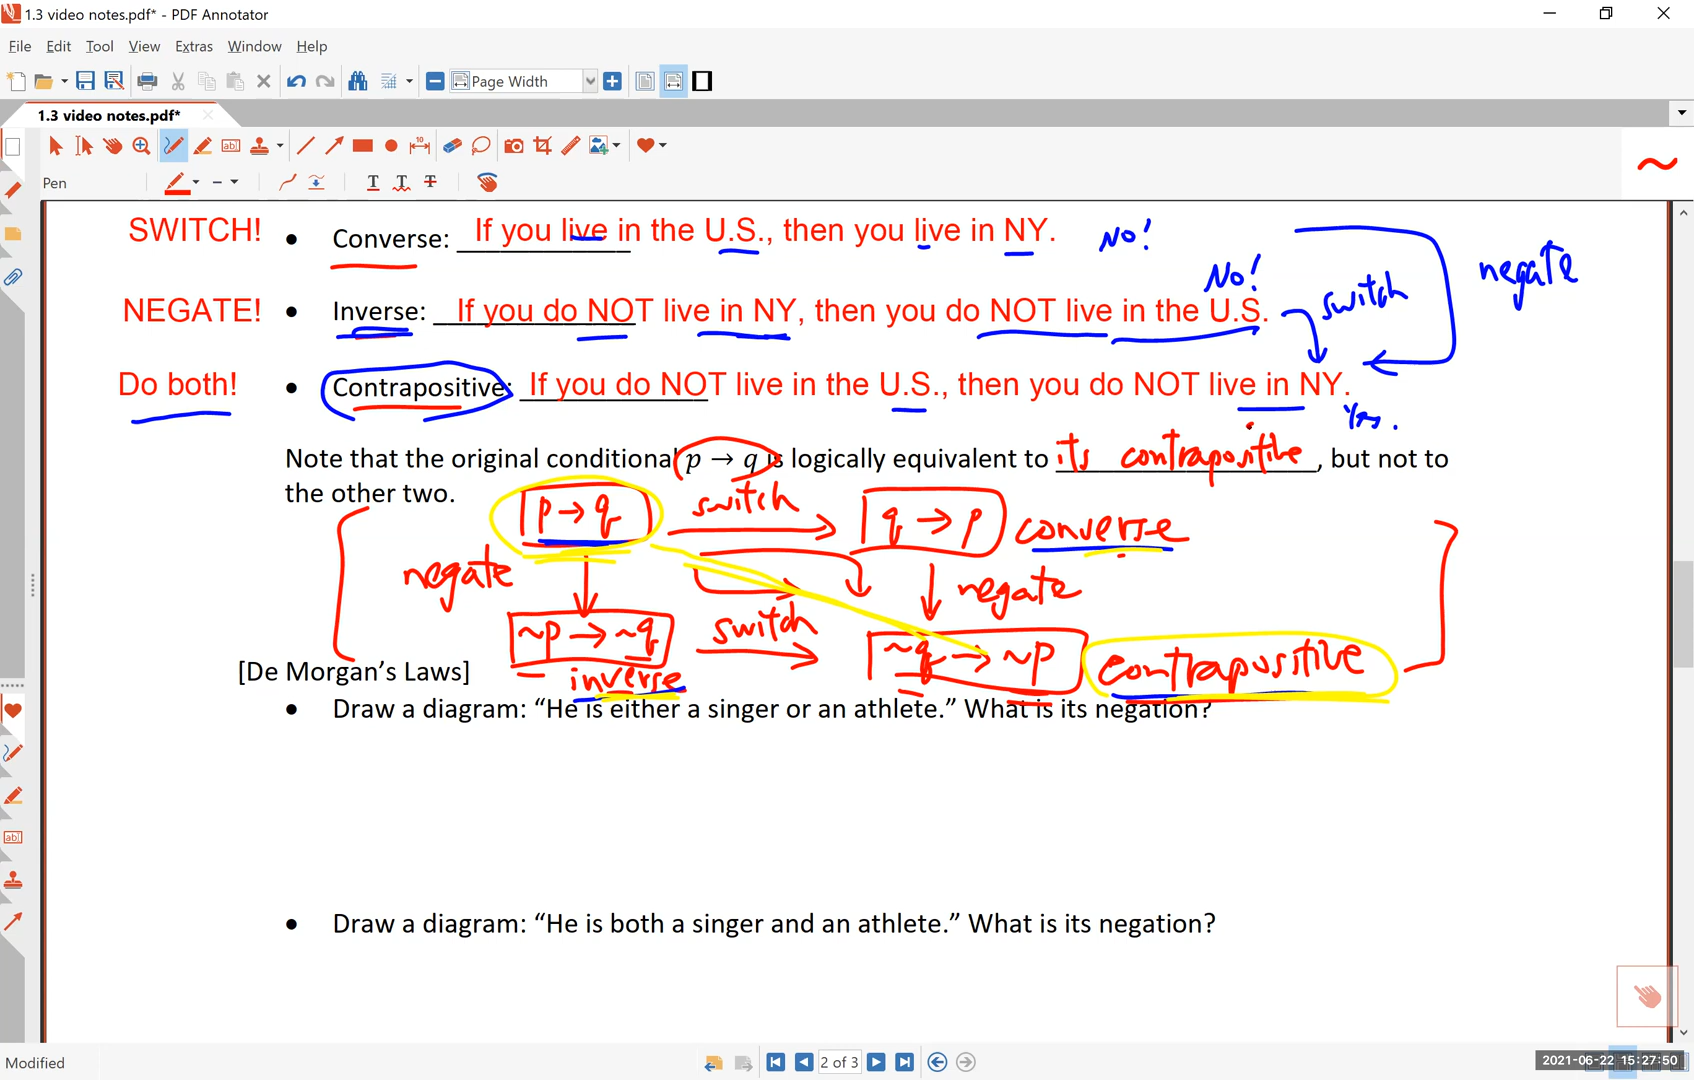 1.3 video notes.pdf* - PDF Annotator
File Edit Tool View Extras Window Help
Page Width
1.3 video notes.pdf*
Pen
SWITCH! • Converse: If you live in the U.S., then you live in NY. No!
NEGATE! • Inverse: If you do NOT live in NY, then you do NOT live in the U.S. No!
switch
negate
Do both! • Contrapositive: If you do NOT live in the U.S., then you do NOT live in NY.
Yes.
Note that the original conditional p → q is logically equivalent to its contrapositive, but not to
the other two.
p → q switch q → p converse
negate negate
~p → ~q switch ~q → ~p contrapositive
inverse
[De Morgan's Laws]
• Draw a diagram: “He is either a singer or an athlete.” What is its negation?
• Draw a diagram: “He is both a singer and an athlete.” What is its negation?
Modified
2 of 3
2021-06-22 15:27:50